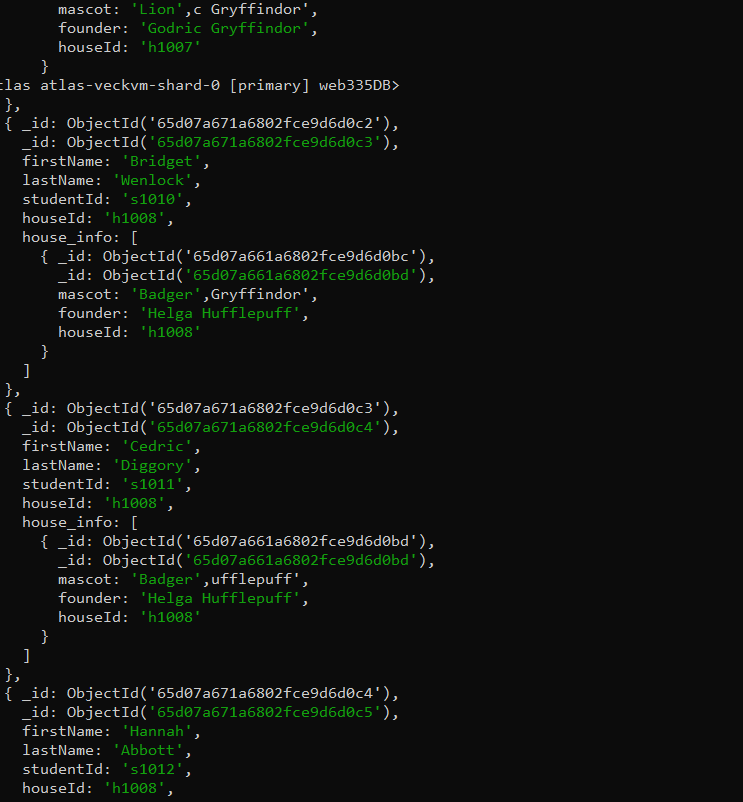 mascot: 'Lion',c Gryffindor',
founder: 'Godric Gryffindor',
houseId: 'h1007'
}
tlas atlas-veckvm-shard-0 [primary] web335DB>
},
{ _id: ObjectId('65d07a671a6802fce9d6d0c2'),
_id: ObjectId('65d07a671a6802fce9d6d0c3'),
firstName: 'Bridget',
lastName: 'Wenlock',
studentId: 's1010',
houseId: 'h1008',
house_info: [
{ _id: ObjectId('65d07a661a6802fce9d6d0bc'),
_id: ObjectId('65d07a661a6802fce9d6d0bd'),
mascot: 'Badger',Gryffindor',
founder: 'Helga Hufflepuff',
houseId: 'h1008'
}
]
},
{ _id: ObjectId('65d07a671a6802fce9d6d0c3'),
_id: ObjectId('65d07a671a6802fce9d6d0c4'),
firstName: 'Cedric',
lastName: 'Diggory',
studentId: 's1011',
houseId: 'h1008',
house_info: [
{ _id: ObjectId('65d07a661a6802fce9d6d0bd'),
_id: ObjectId('65d07a661a6802fce9d6d0bd'),
mascot: 'Badger',ufflepuff',
founder: 'Helga Hufflepuff',
houseId: 'h1008'
}
]
},
{ _id: ObjectId('65d07a671a6802fce9d6d0c4'),
_id: ObjectId('65d07a671a6802fce9d6d0c5'),
firstName: 'Hannah',
lastName: 'Abbott',
studentId: 's1012',
houseId: 'h1008',